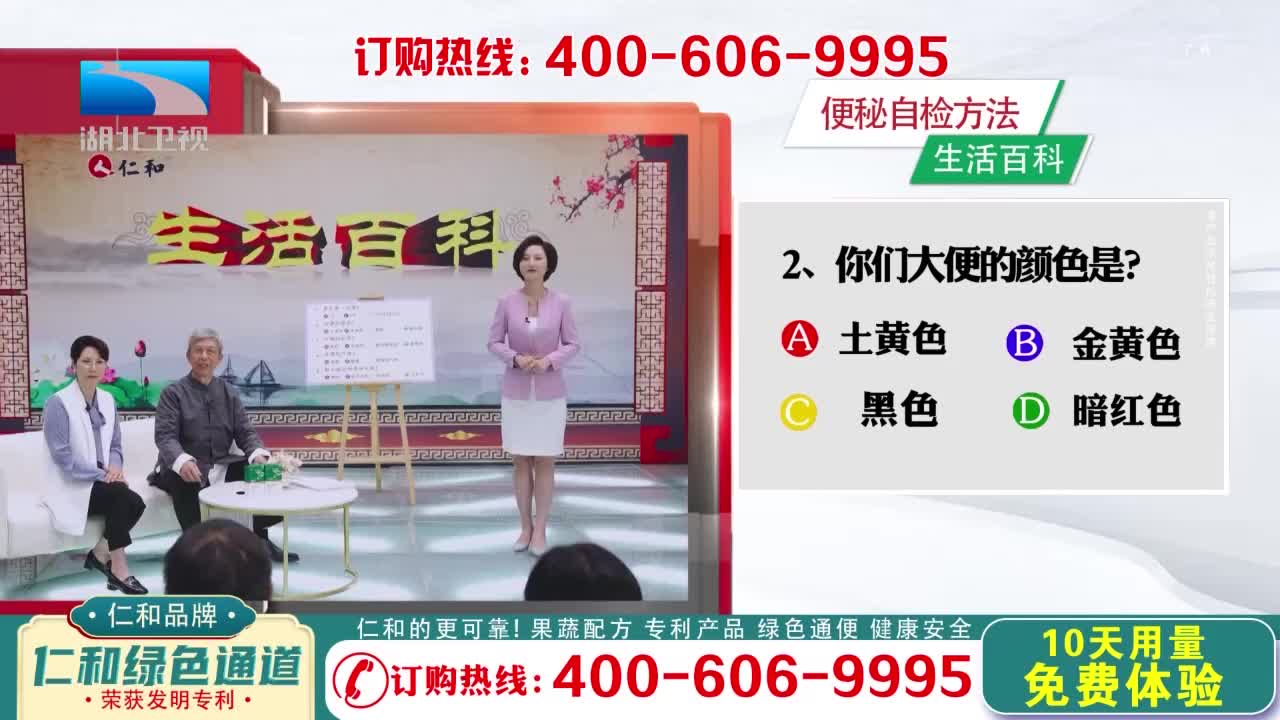 订购热线：400-606-9995
广告
湖北卫视
仁和
生活百科
便秘自检方法
生活百科
2、你们大便的颜色是?
A 土黄色 B 金黄色
C 黑色 D 暗红色
·仁和品牌·
仁和绿色通道
·荣获发明专利·
仁和的更可靠! 果蔬配方 专利产品 绿色通便 健康安全
订购热线：400-606-9995
10天用量
免费体验